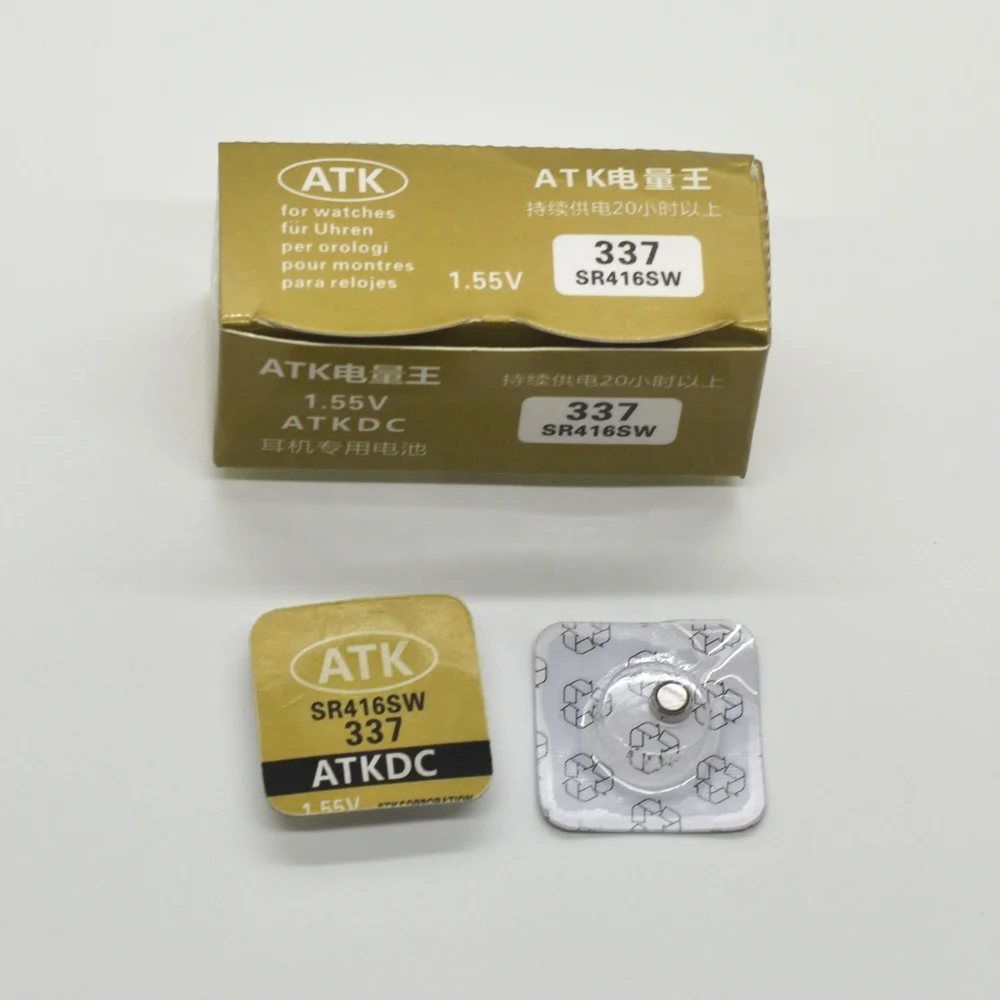 ATK
for watches
für Uhren
per orologi
pour montres
para relojes
1.55V
ATK电量王
持续供电20小时以上
337
SR416SW
ATK电量王
1.55V
ATKDC
耳机专用电池
持续供电20小时以上
337
SR416SW
ATK
SR416SW
337
ATKDC
1.55V ATK CORPORATION